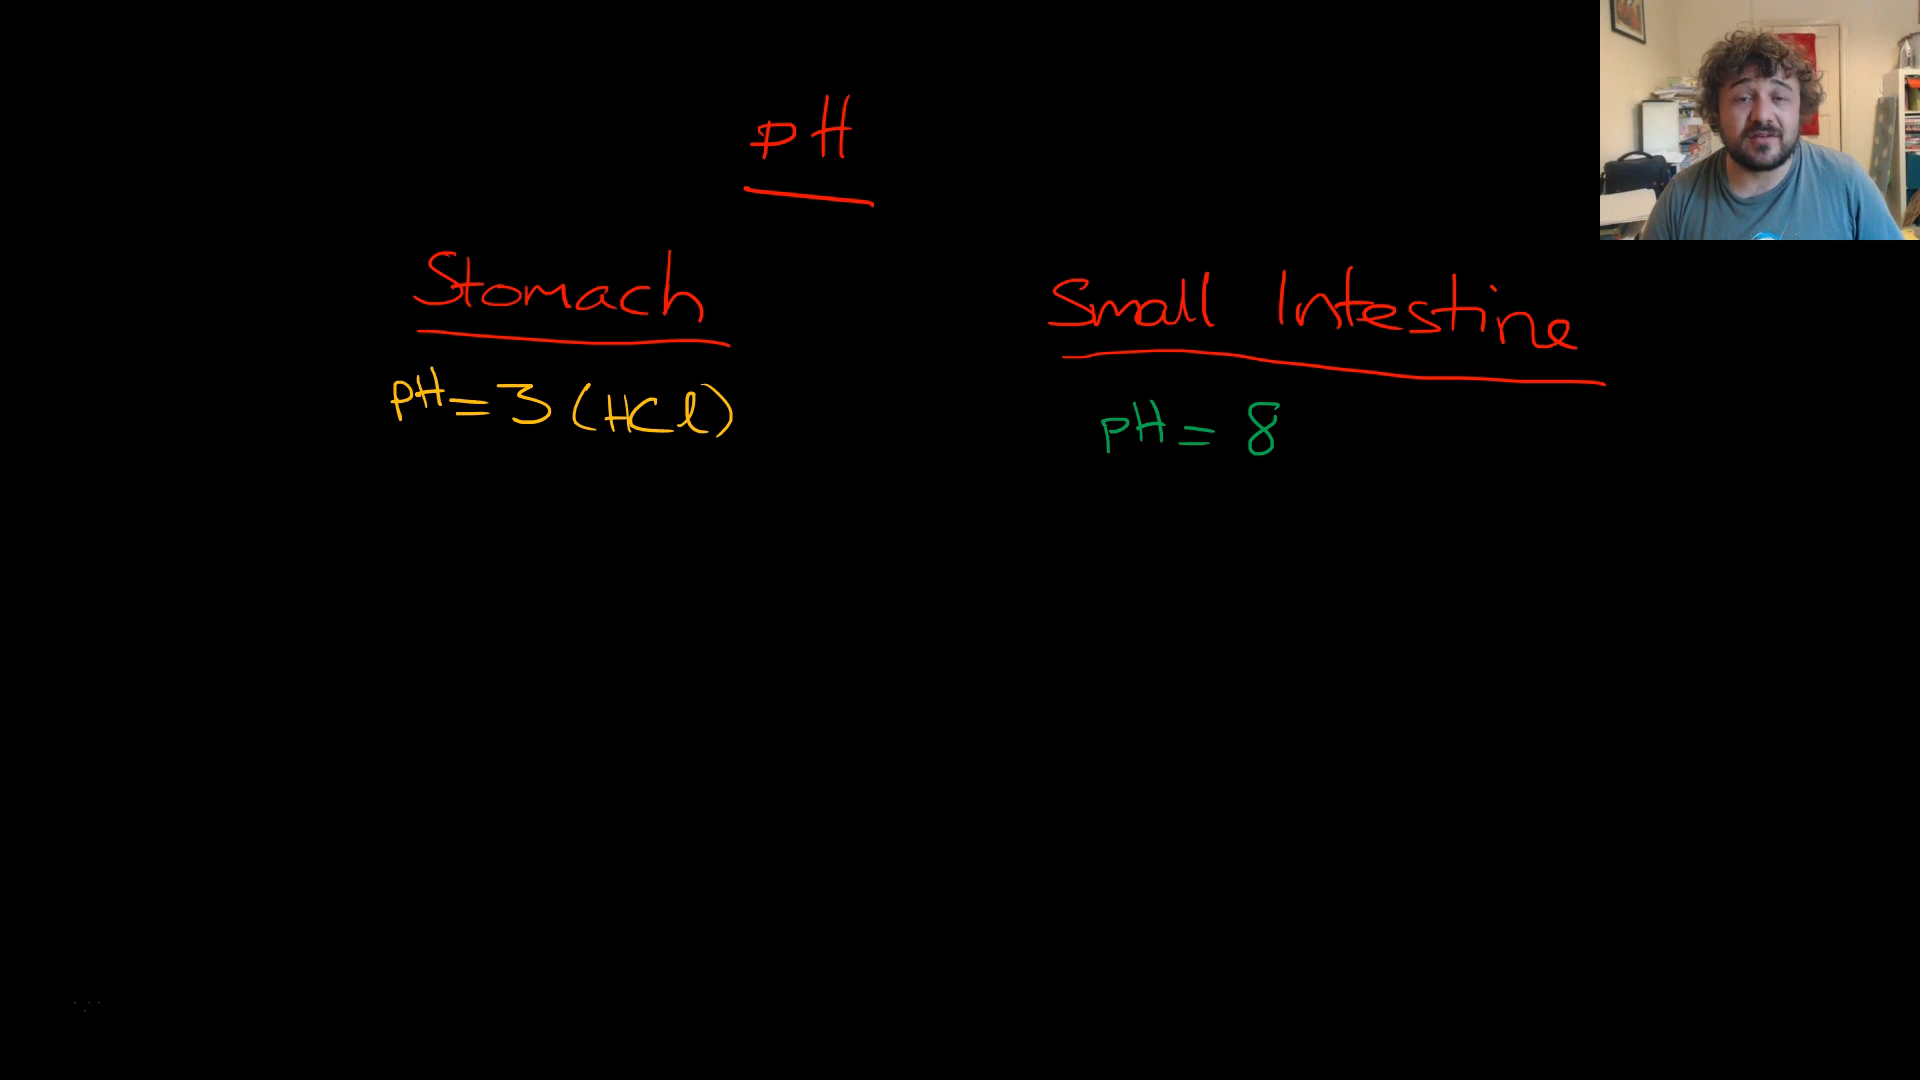 pH
Stomach
pH = 3 (HCl)
Small Intestine
pH = 8